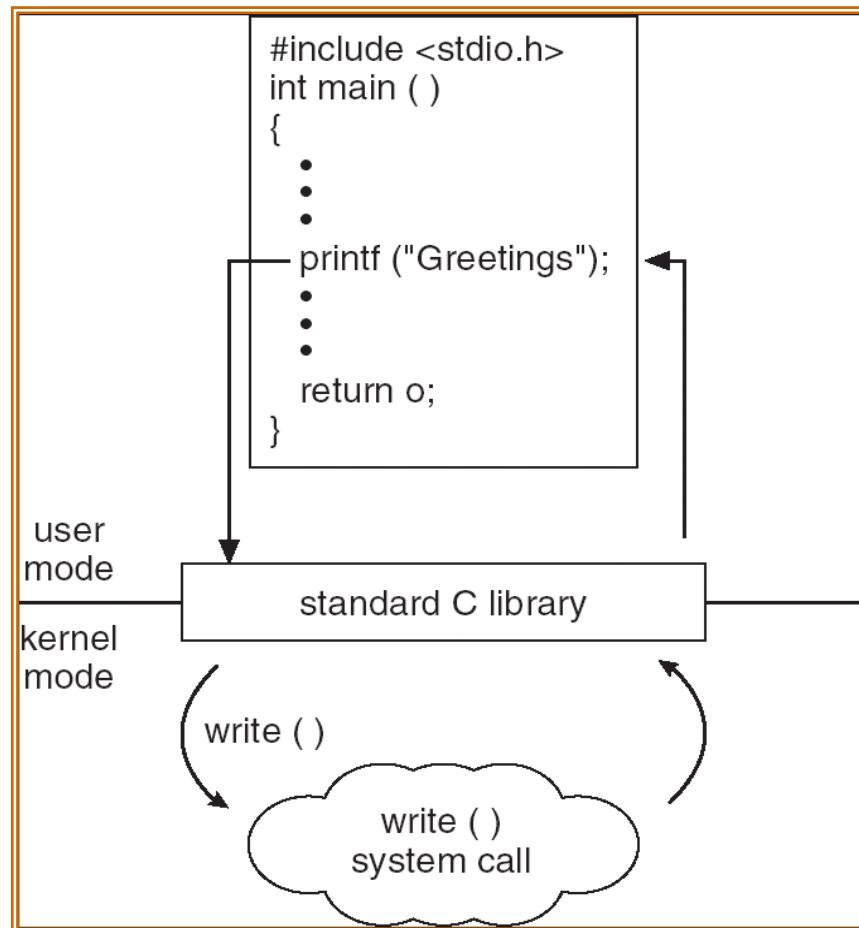 #include <stdio.h>
int main ( )
{
•
•
•
printf ("Greetings");
•
•
•
return o;
}
user
mode
standard C library
kernel
mode
write ( )
write ( )
system call